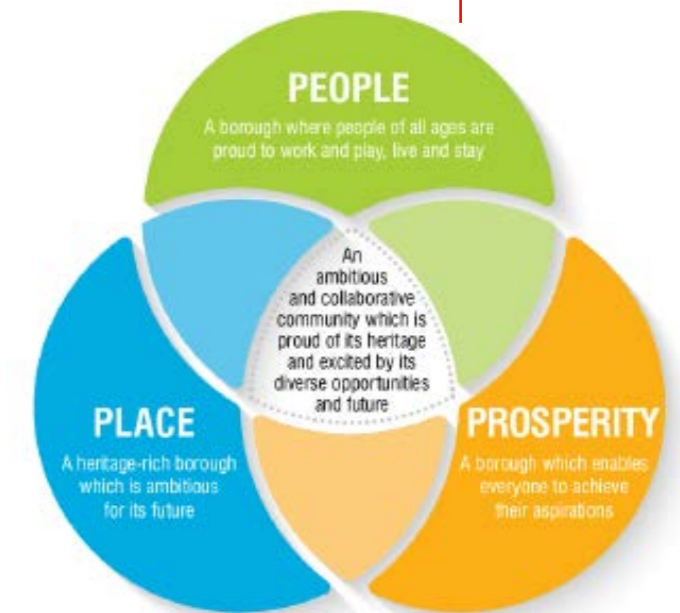 PEOPLE
A borough where people of all ages are
proud to work and play, live and stay
An
ambitious
and collaborative
community which is
proud of its heritage
and excited by its
diverse opportunities
and future
PLACE
A heritage-rich borough
which is ambitious
for its future
PROSPERITY
A borough which enables
everyone to achieve
their aspirations